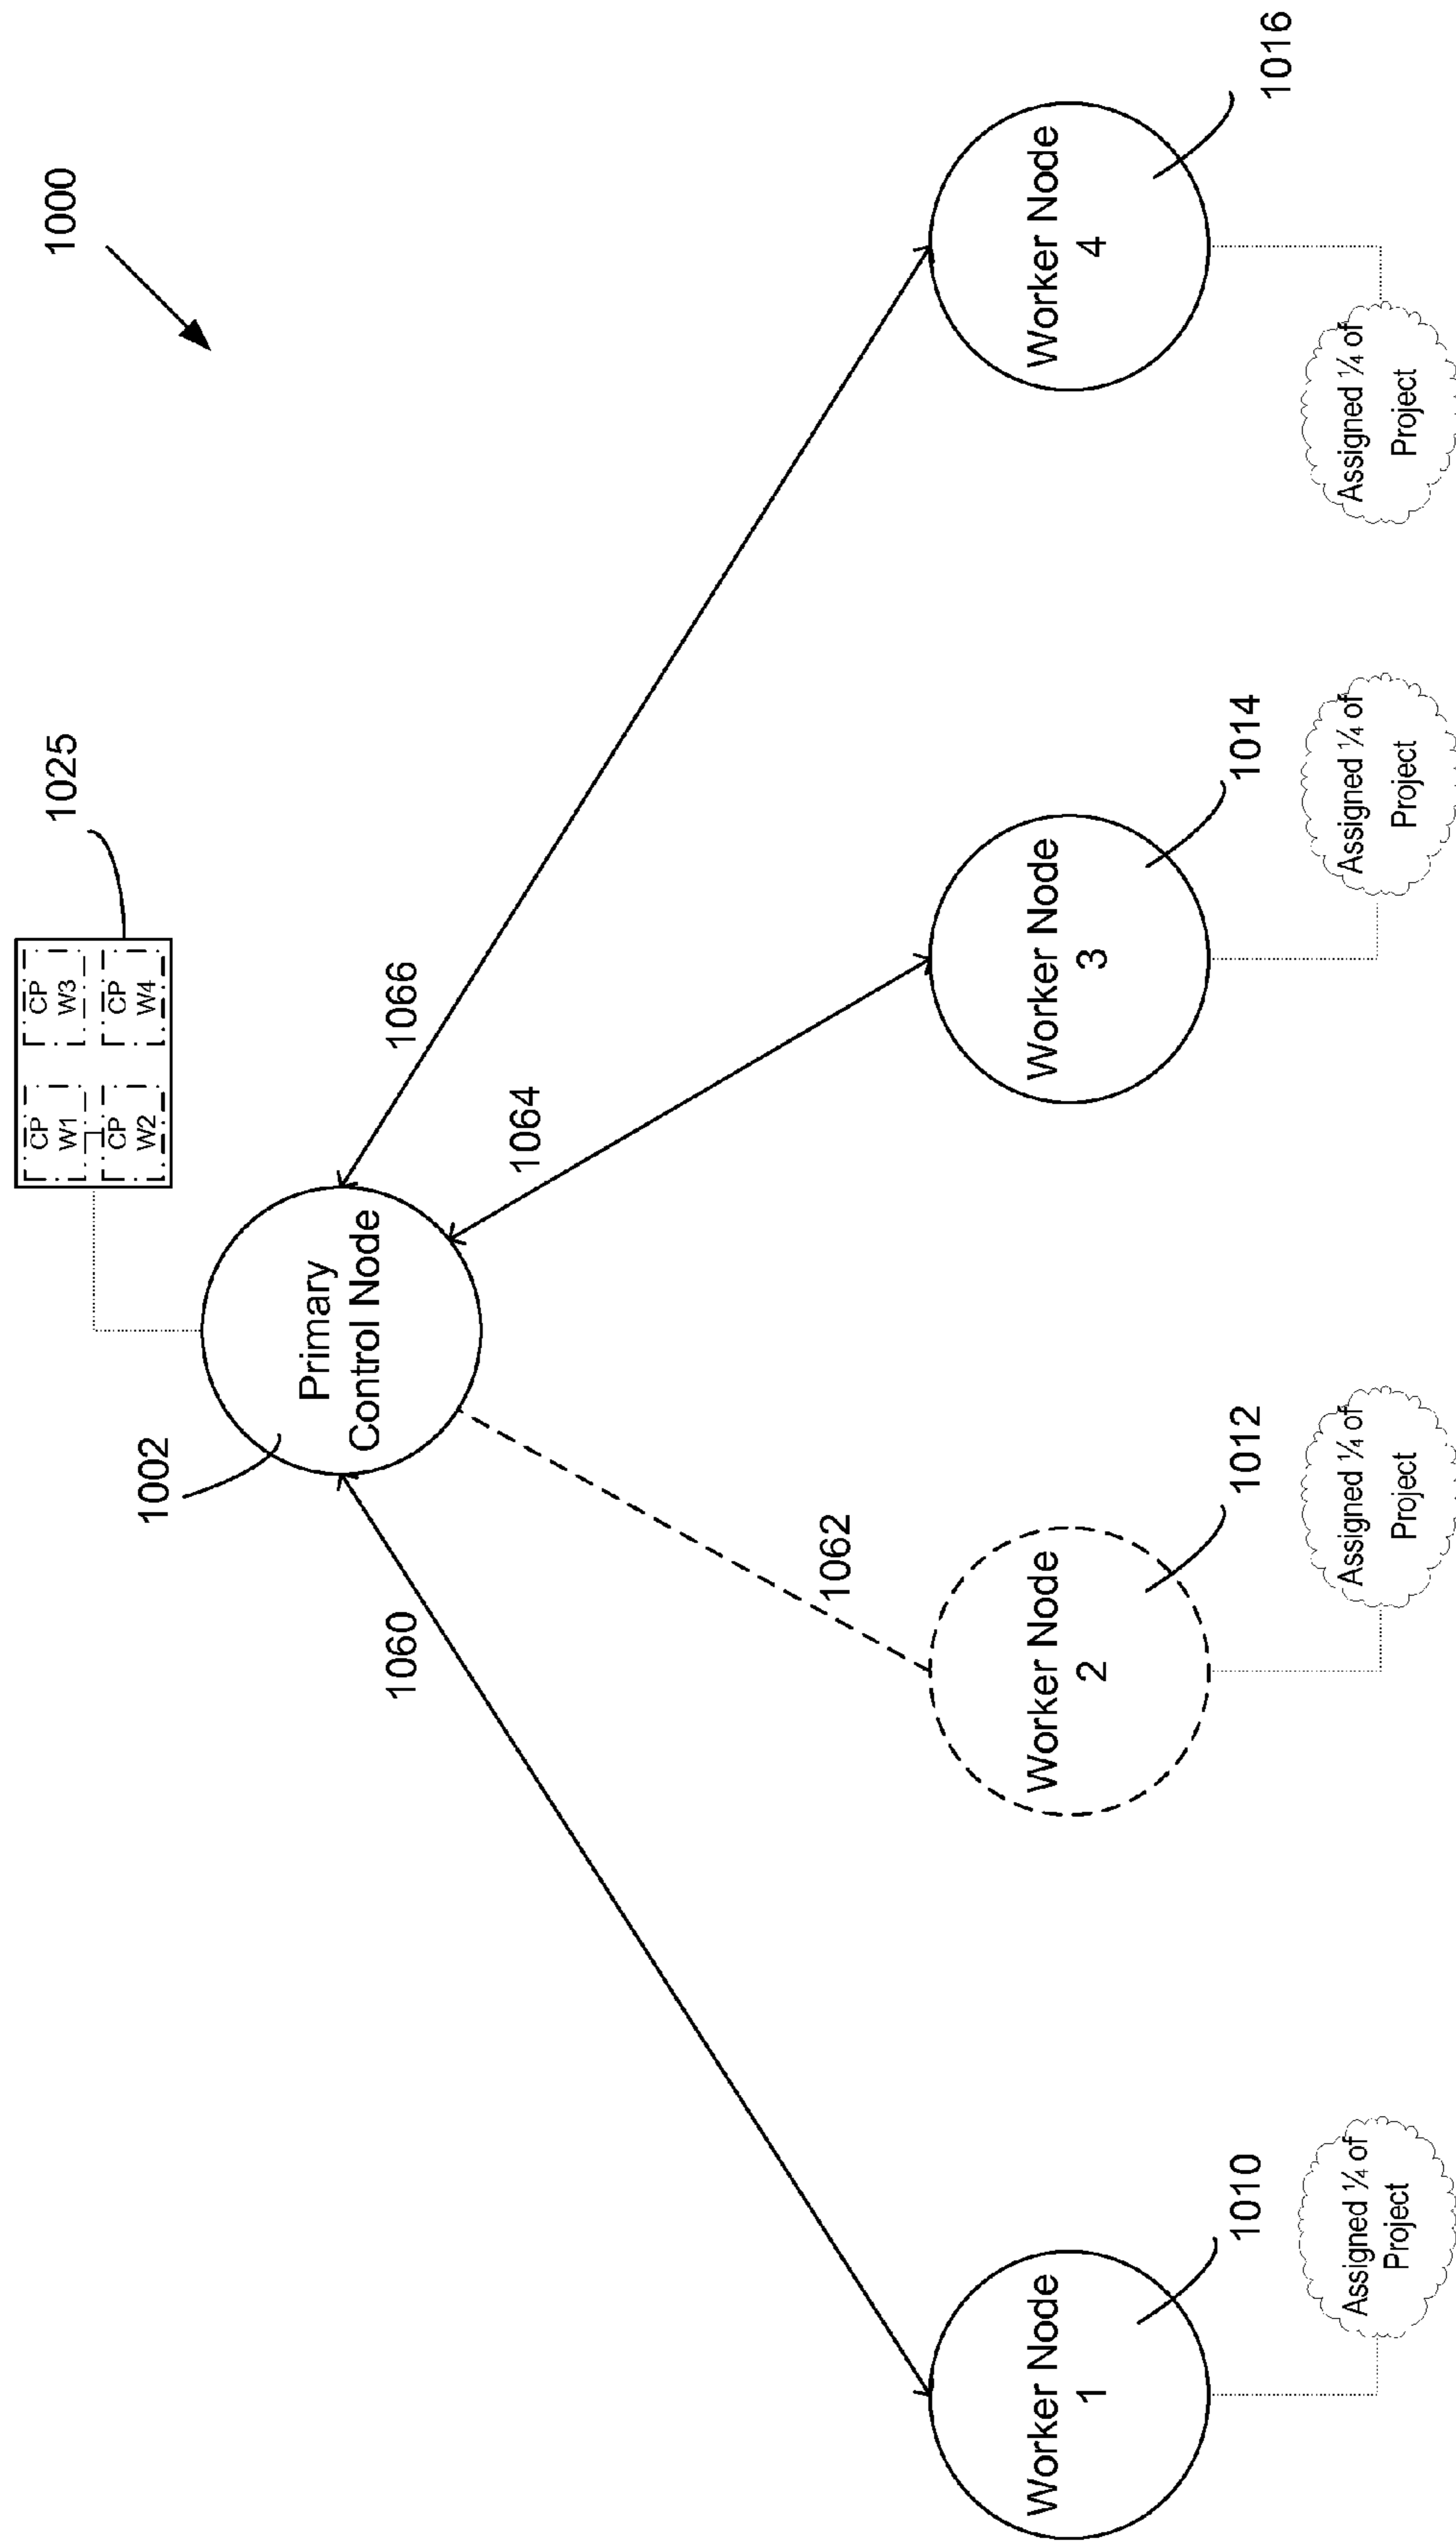 1000
1025
CP
W1
CP
W3
CP
W2
CP
W4
1002
Primary
Control Node
1060
1062
1064
1066
Worker Node
1
1010
Assigned ¼ of
Project
Worker Node
2
1012
Assigned ¼ of
Project
Worker Node
3
1014
Assigned ¼ of
Project
Worker Node
4
1016
Assigned ¼ of
Project